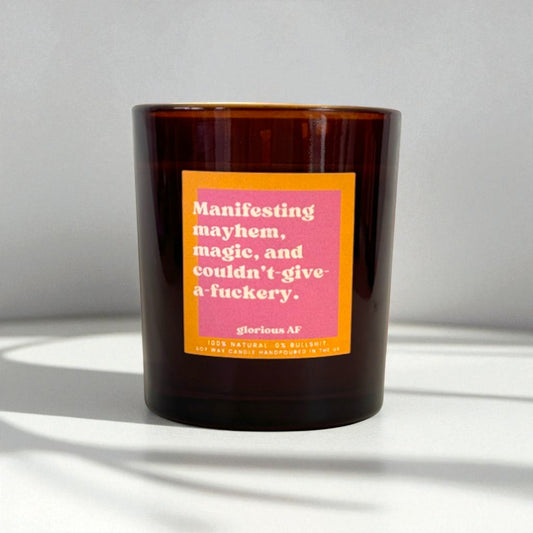 Manifesting
mayhem,
magic, and
couldn't-give-
a-fuckery.
glorious AF
100% NATURAL 0% BULLSHIT
SOY WAX CANDLE HANDPOURED IN THE UK